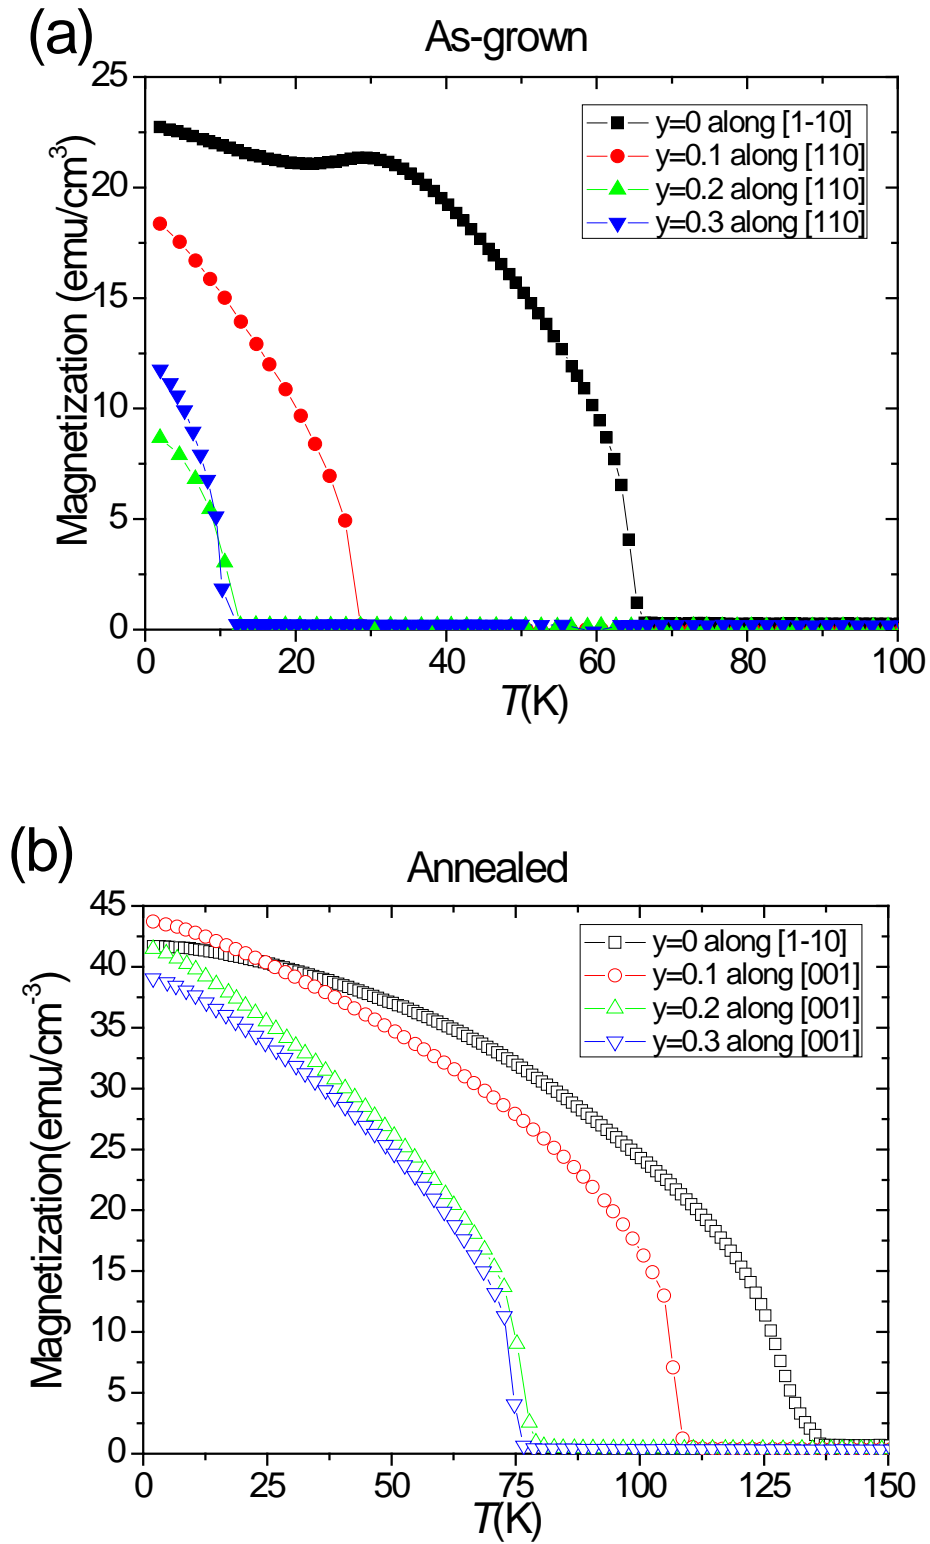 (a)
As-grown
25
20
15
10
5
0
Magnetization (emu/cm³)
y=0 along [1-10]
y=0.1 along [110]
y=0.2 along [110]
y=0.3 along [110]
0 20 40 60 80 100
T(K)
(b)
Annealed
45
40
35
30
25
20
15
10
5
0
Magnetization(emu/cm⁻³)
y=0 along [1-10]
y=0.1 along [001]
y=0.2 along [001]
y=0.3 along [001]
0 25 50 75 100 125 150
T(K)